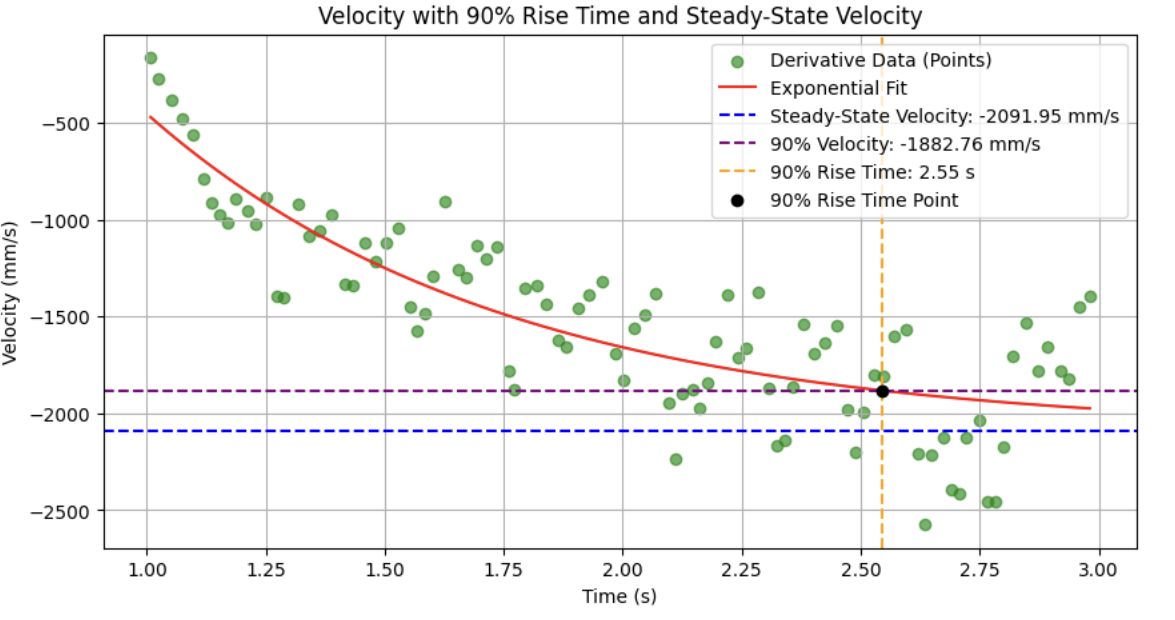 Velocity with 90% Rise Time and Steady-State Velocity
Derivative Data (Points)
Exponential Fit
Steady-State Velocity: -2091.95 mm/s
90% Velocity: -1882.76 mm/s
90% Rise Time: 2.55 s
90% Rise Time Point
Velocity (mm/s)
−500
−1000
−1500
−2000
−2500
1.00 1.25 1.50 1.75 2.00 2.25 2.50 2.75 3.00
Time (s)